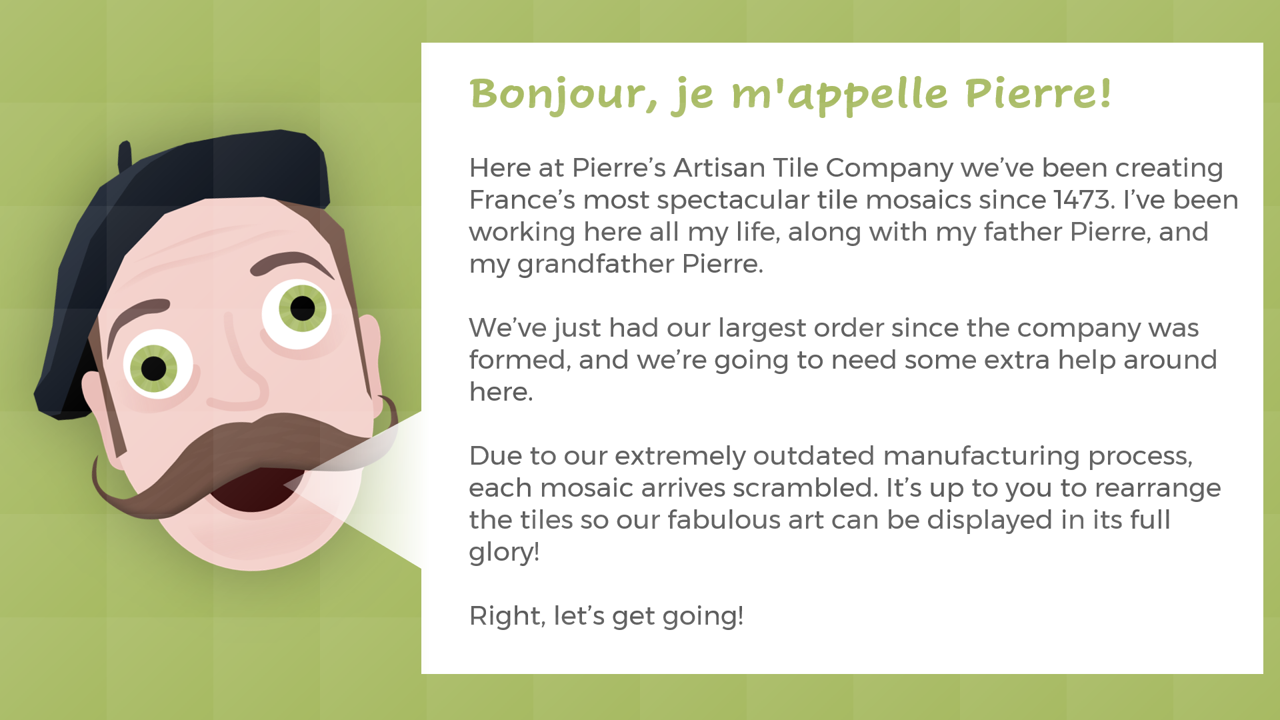 Bonjour, je m'appelle Pierre!
Here at Pierre’s Artisan Tile Company we’ve been creating
France’s most spectacular tile mosaics since 1473. I’ve been
working here all my life, along with my father Pierre, and
my grandfather Pierre.
We’ve just had our largest order since the company was
formed, and we’re going to need some extra help around
here.
Due to our extremely outdated manufacturing process,
each mosaic arrives scrambled. It’s up to you to rearrange
the tiles so our fabulous art can be displayed in its full
glory!
Right, let’s get going!